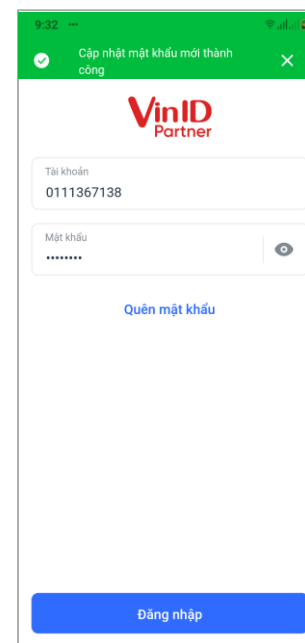 9:32 ...
Cập nhật mật khẩu mới thành
công
VinID
Partner
Tài khoản
0111367138
Mật khẩu
••••••••
Quên mật khẩu
Đăng nhập